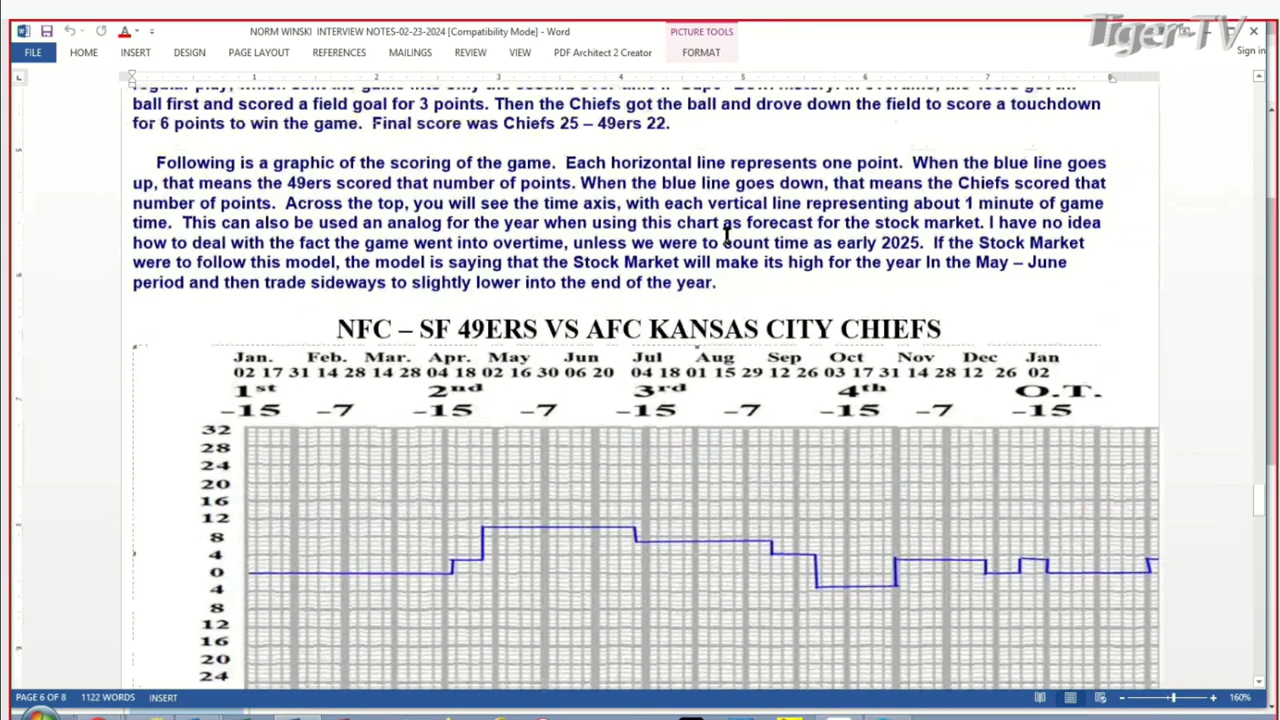 NORM WINSKI INTERVIEW NOTES-02-23-2024 [Compatibility Mode] - Word
PICTURE TOOLS
Tiger-TV
FILE HOME INSERT DESIGN PAGE LAYOUT REFERENCES MAILINGS REVIEW VIEW PDF Architect 2 Creator FORMAT
Sign in
1 2 3 4 5 6 7 8
ball first and scored a field goal for 3 points. Then the Chiefs got the ball and drove down the field to score a touchdown
for 6 points to win the game. Final score was Chiefs 25 – 49ers 22.
Following is a graphic of the scoring of the game. Each horizontal line represents one point. When the blue line goes
up, that means the 49ers scored that number of points. When the blue line goes down, that means the Chiefs scored that
number of points. Across the top, you will see the time axis, with each vertical line representing about 1 minute of game
time. This can also be used an analog for the year when using this chart as forecast for the stock market. I have no idea
how to deal with the fact the game went into overtime, unless we were to count time as early 2025. If the Stock Market
were to follow this model, the model is saying that the Stock Market will make its high for the year In the May – June
period and then trade sideways to slightly lower into the end of the year.
NFC – SF 49ERS VS AFC KANSAS CITY CHIEFS
Jan. Feb. Mar. Apr. May Jun Jul Aug Sep Oct Nov Dec Jan
02 17 31 14 28 14 28 04 18 02 16 30 06 20 04 18 01 15 29 12 26 03 17 31 14 28 12 26 02
1st 2nd 3rd 4th O.T.
-15 -7 -15 -7 -15 -7 -15 -7 -15
32
28
24
20
16
12
8
4
0
4
8
12
16
20
24
PAGE 6 OF 8 1122 WORDS INSERT
160%